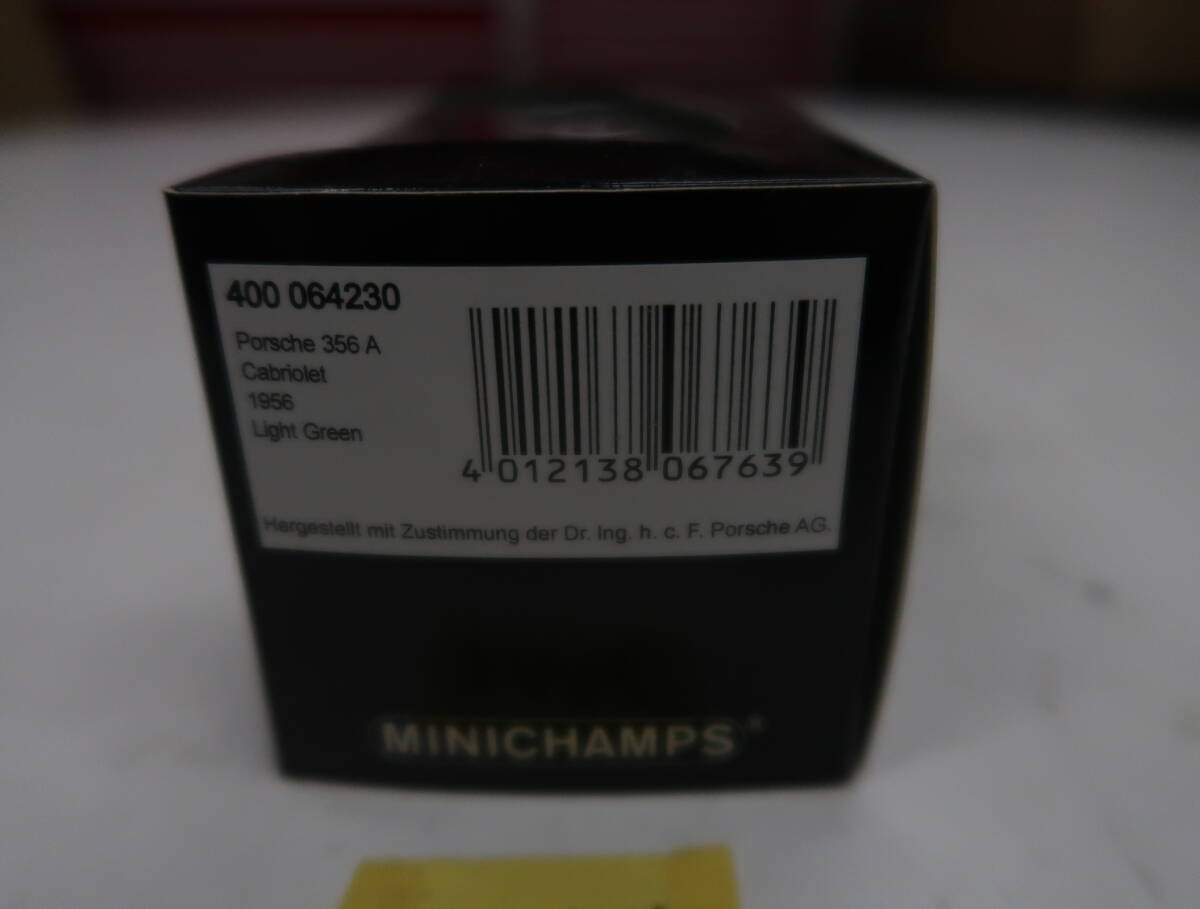 400 064230
Porsche 356 A
Cabriolet
1956
Light Green
4 012138 067639
Hergestellt mit Zustimmung der Dr. Ing. h. c. F. Porsche AG.
MINICHAMPS®